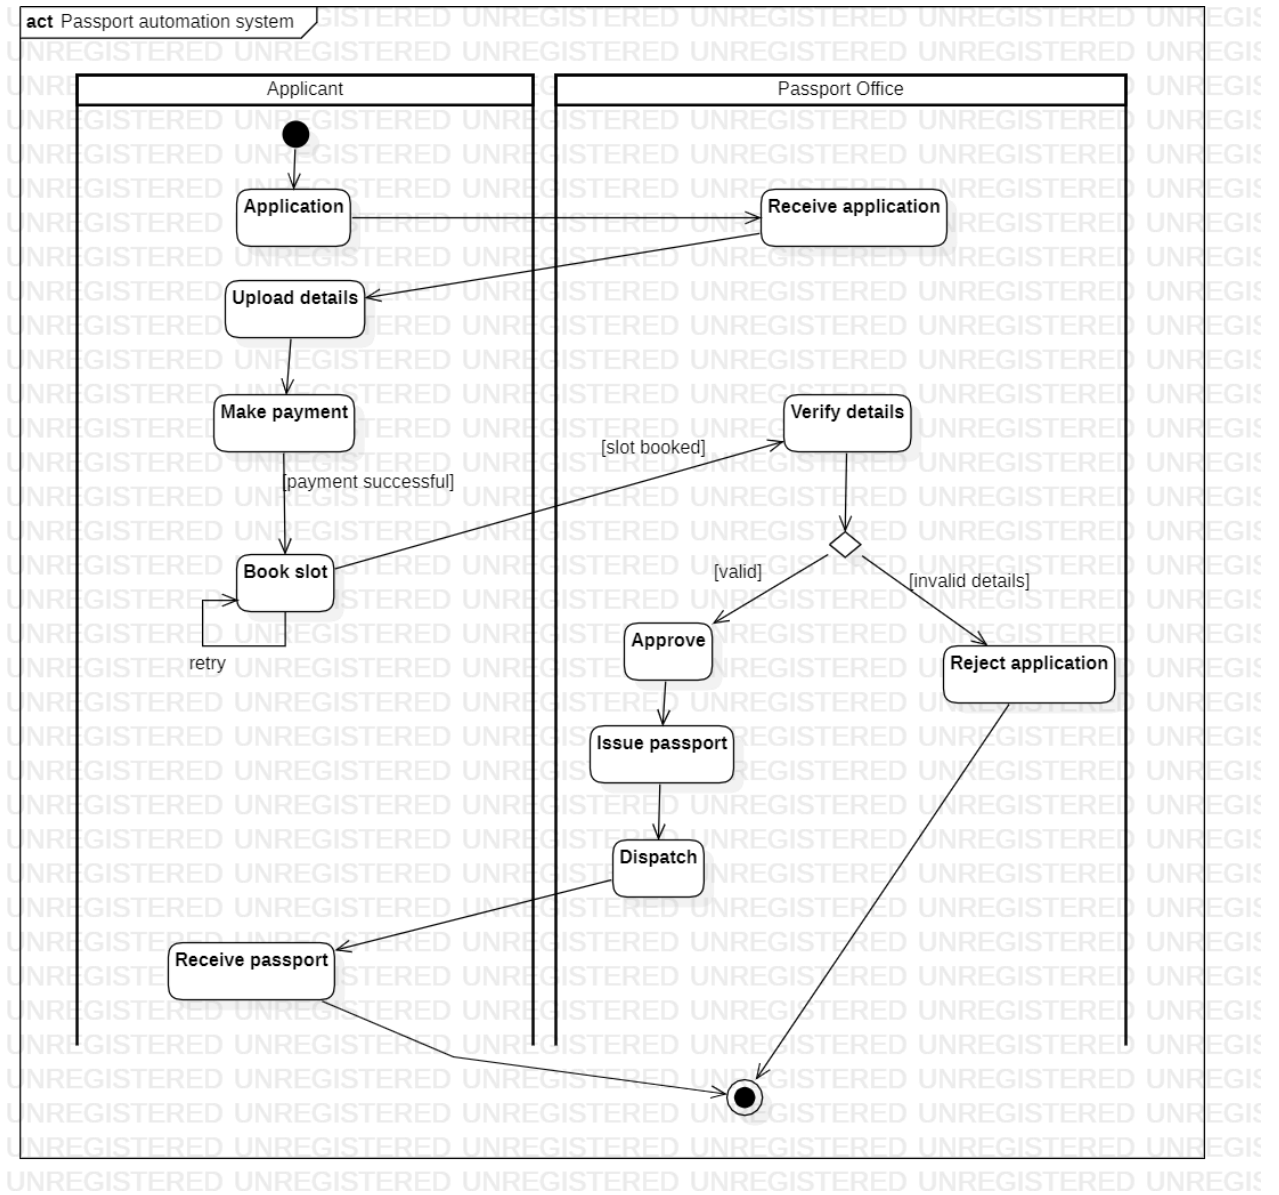 act Passport automation system
Applicant
Passport Office
Application
Receive application
Upload details
Make payment
Verify details
[slot booked]
[payment successful]
Book slot
[valid]
[invalid details]
retry
Approve
Reject application
Issue passport
Dispatch
Receive passport
UNREGISTERED